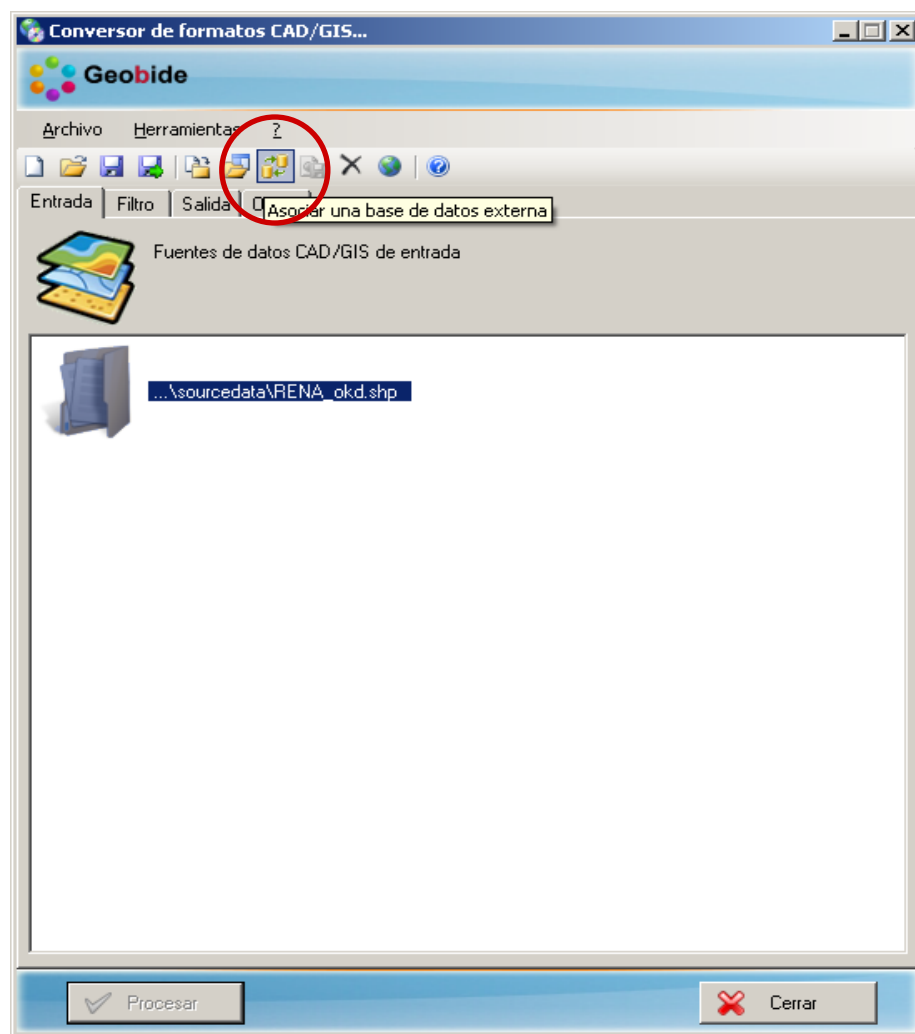 Conversor de formatos CAD/GIS...
Geobide
Archivo Herramientas ?
Entrada Filtro Salida
Asociar una base de datos externa
Fuentes de datos CAD/GIS de entrada
...\sourcedata\RENA_okd.shp
Procesar Cerrar